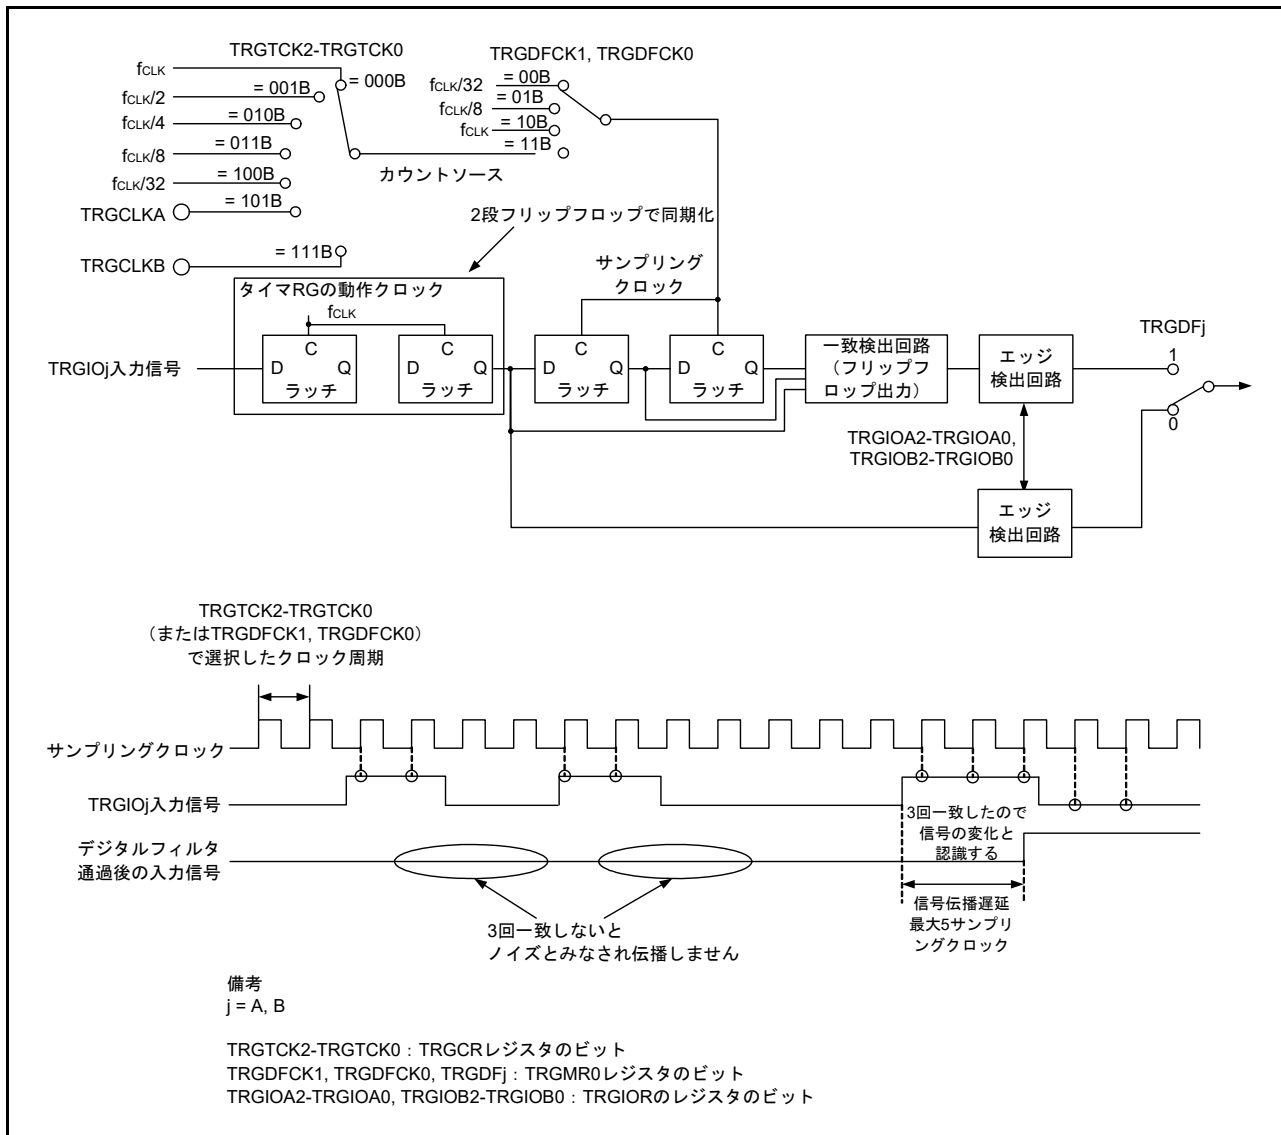 TRGTCK2-TRGTCK0
TRGDFCK1, TRGDFCK0
fCLK
= 000B
fCLK/2
= 001B
fCLK/4
= 010B
fCLK/8
= 011B
fCLK/32
= 100B
TRGCLKA
= 101B
TRGCLKB
= 111B
fCLK/32
= 00B
fCLK/8
= 01B
fCLK
= 10B
= 11B
カウントソース
2段フリップフロップで同期化
サンプリング
クロック
タイマRGの動作クロック
fCLK
TRGIOj入力信号
C
D Q
ラッチ
C
D Q
ラッチ
C
D Q
ラッチ
C
D Q
ラッチ
一致検出回路
（フリップフ
ロップ出力）
エッジ
検出回路
TRGDFj
1
0
TRGIOA2-TRGIOA0,
TRGIOB2-TRGIOB0
エッジ
検出回路
TRGTCK2-TRGTCK0
（またはTRGDFCK1, TRGDFCK0）
で選択したクロック周期
サンプリングクロック
TRGIOj入力信号
3回一致したので
信号の変化と
認識する
デジタルフィルタ
通過後の入力信号
3回一致しないと
ノイズとみなされ伝播しません
信号伝播遅延
最大5サンプリ
ングクロック
備考
j = A, B
TRGTCK2-TRGTCK0：TRGCRレジスタのビット
TRGDFCK1, TRGDFCK0, TRGDFj：TRGMR0レジスタのビット
TRGIOA2-TRGIOA0, TRGIOB2-TRGIOB0：TRGIORのレジスタのビット